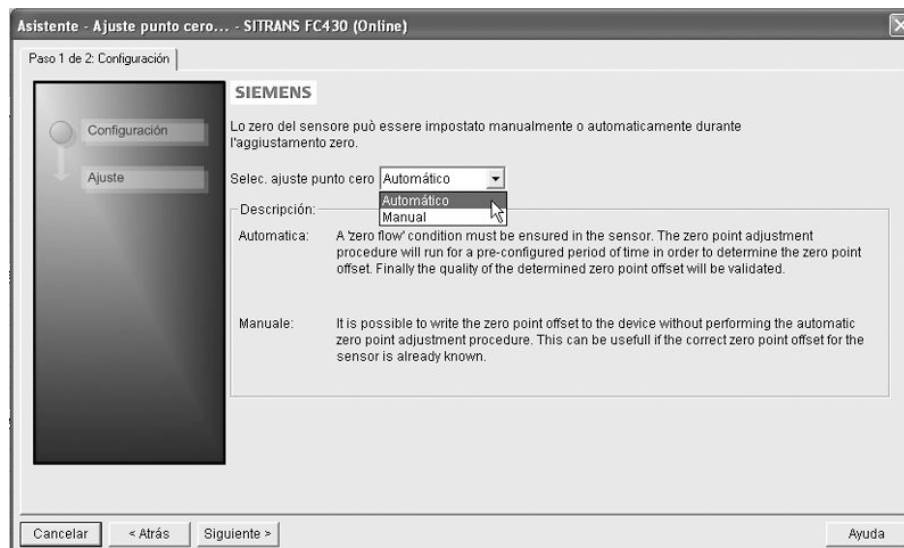 Asistente - Ajuste punto cero... - SITRANS FC430 (Online)
Paso 1 de 2: Configuración
SIEMENS
Configuración
Ajuste
Lo zero del sensore può essere impostato manualmente o automaticamente durante
l'aggiustamento zero.
Selec. ajuste punto cero Automático
Automático
Manual
Descripción:
Automatica: A 'zero flow' condition must be ensured in the sensor. The zero point adjustment
procedure will run for a pre-configured period of time in order to determine the zero point
offset. Finally the quality of the determined zero point offset will be validated.
Manuale: It is possible to write the zero point offset to the device without performing the automatic
zero point adjustment procedure. This can be usefull if the correct zero point offset for the
sensor is already known.
Cancelar < Atrás Siguiente > Ayuda